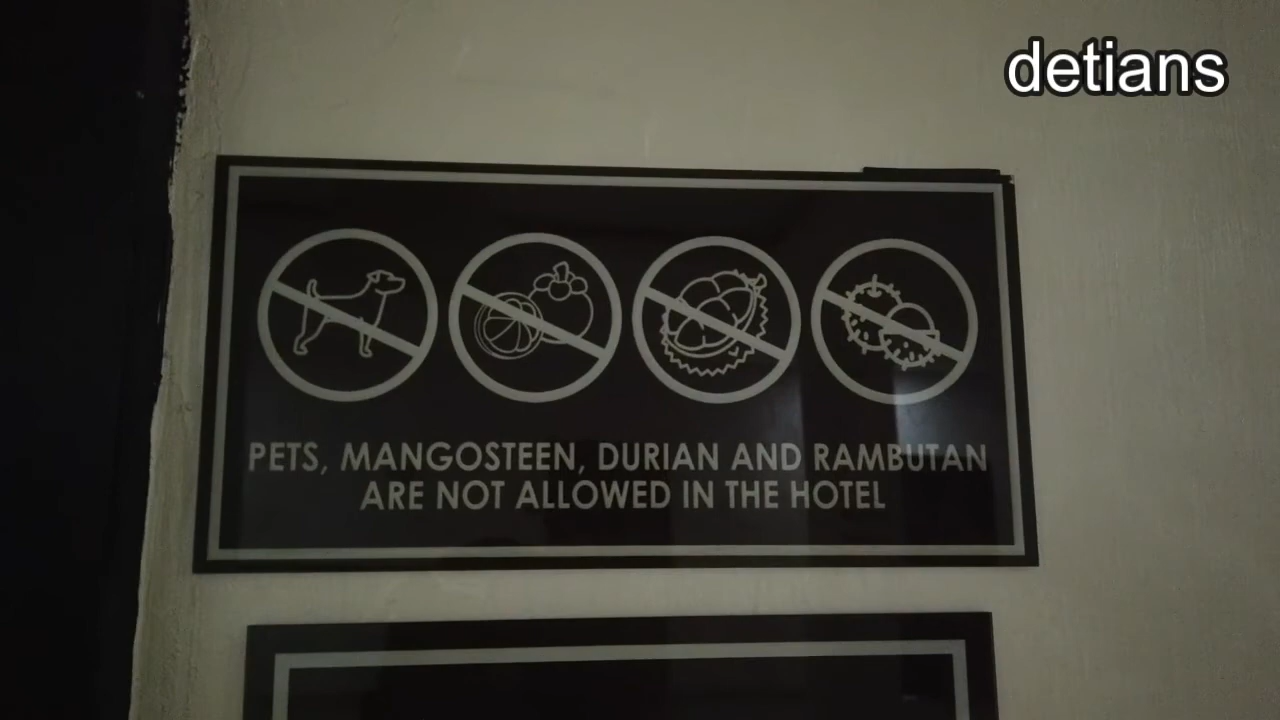 detians
PETS, MANGOSTEEN, DURIAN AND RAMBUTAN
ARE NOT ALLOWED IN THE HOTEL